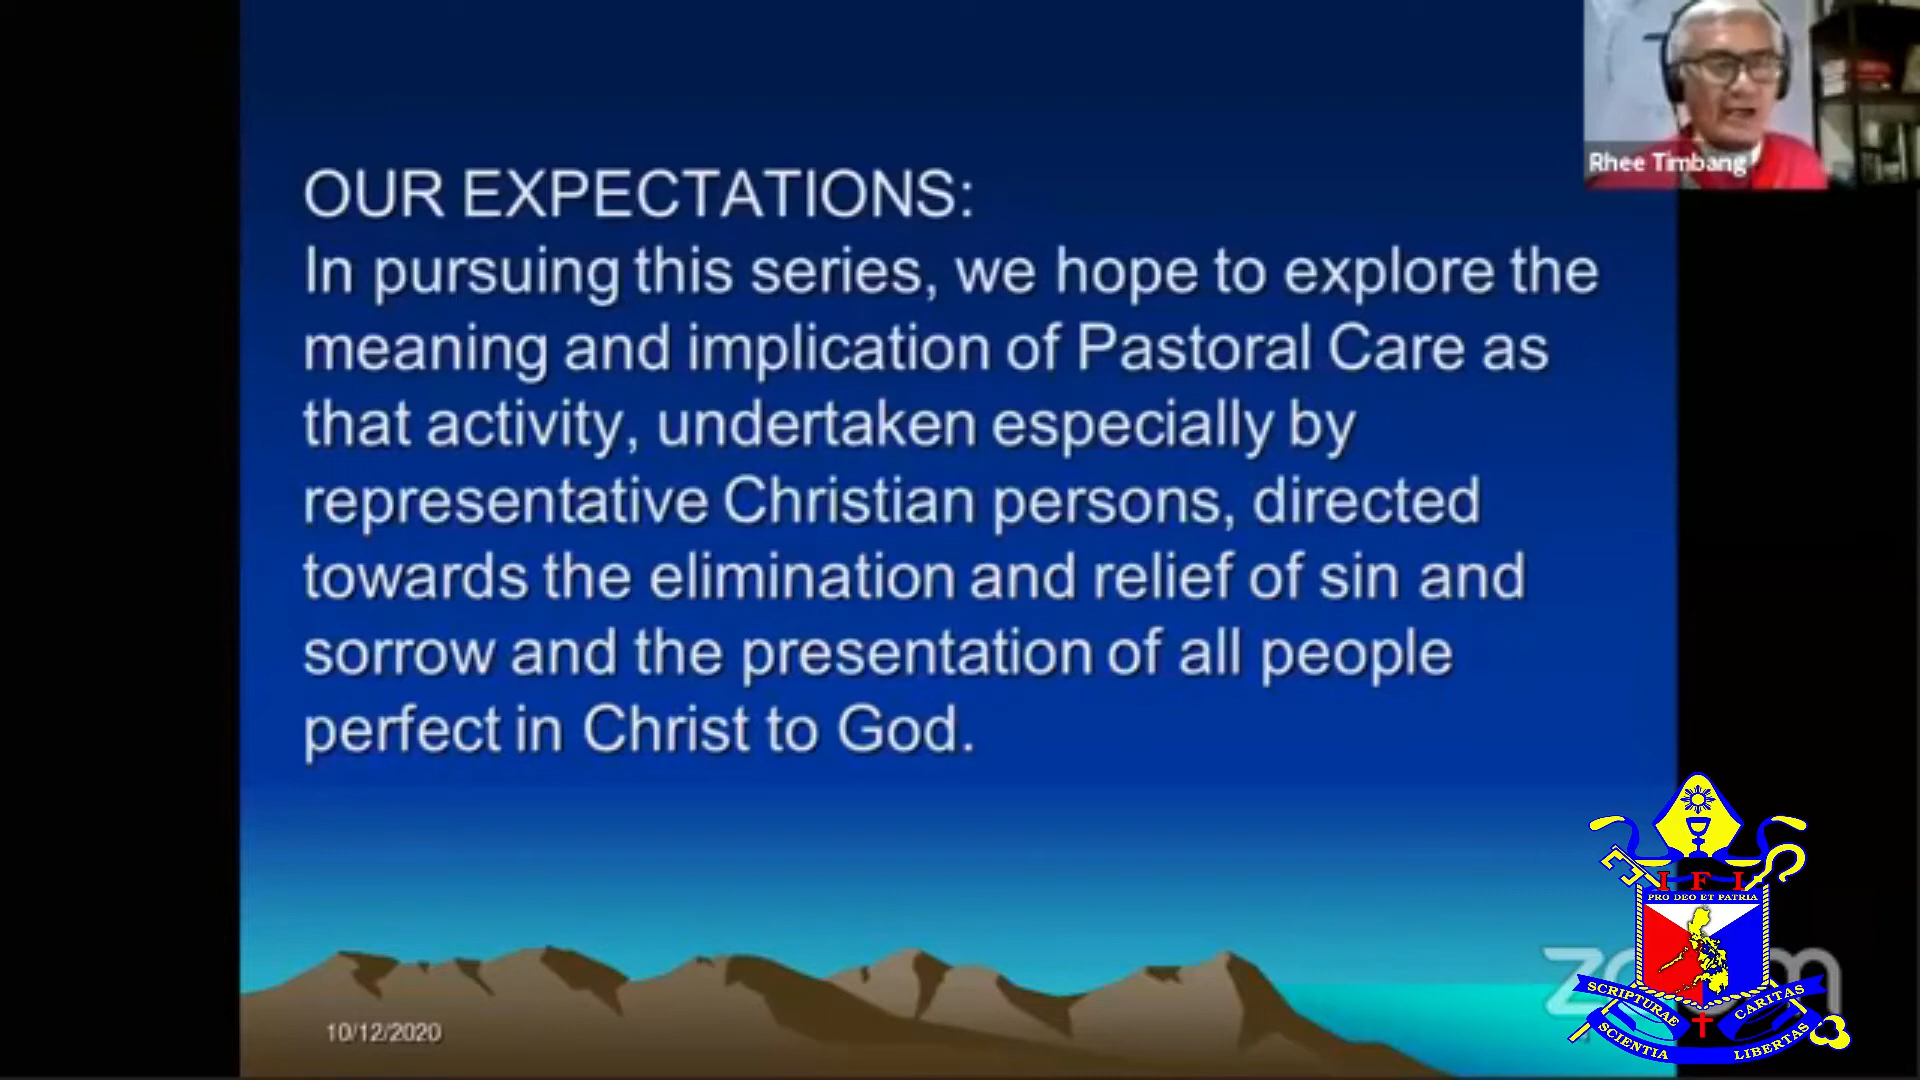 Rhee Timbang
OUR EXPECTATIONS:
In pursuing this series, we hope to explore the
meaning and implication of Pastoral Care as
that activity, undertaken especially by
representative Christian persons, directed
towards the elimination and relief of sin and
sorrow and the presentation of all people
perfect in Christ to God.
10/12/2020
I F I
PRO DEO ET PATRIA
SCRIPTURAE
CARITAS
SCIENTIA
LIBERTAS